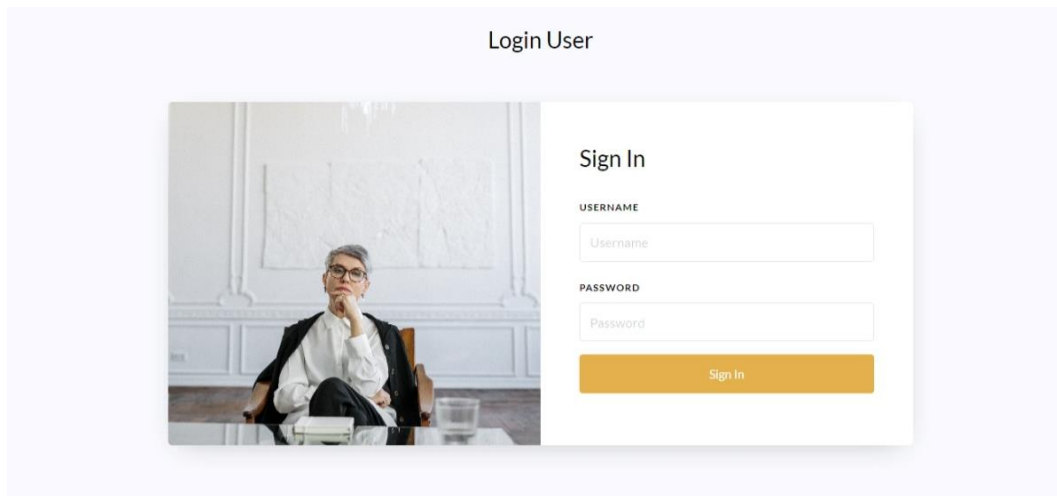 Login User
Sign In
USERNAME
Username
PASSWORD
Password
Sign In